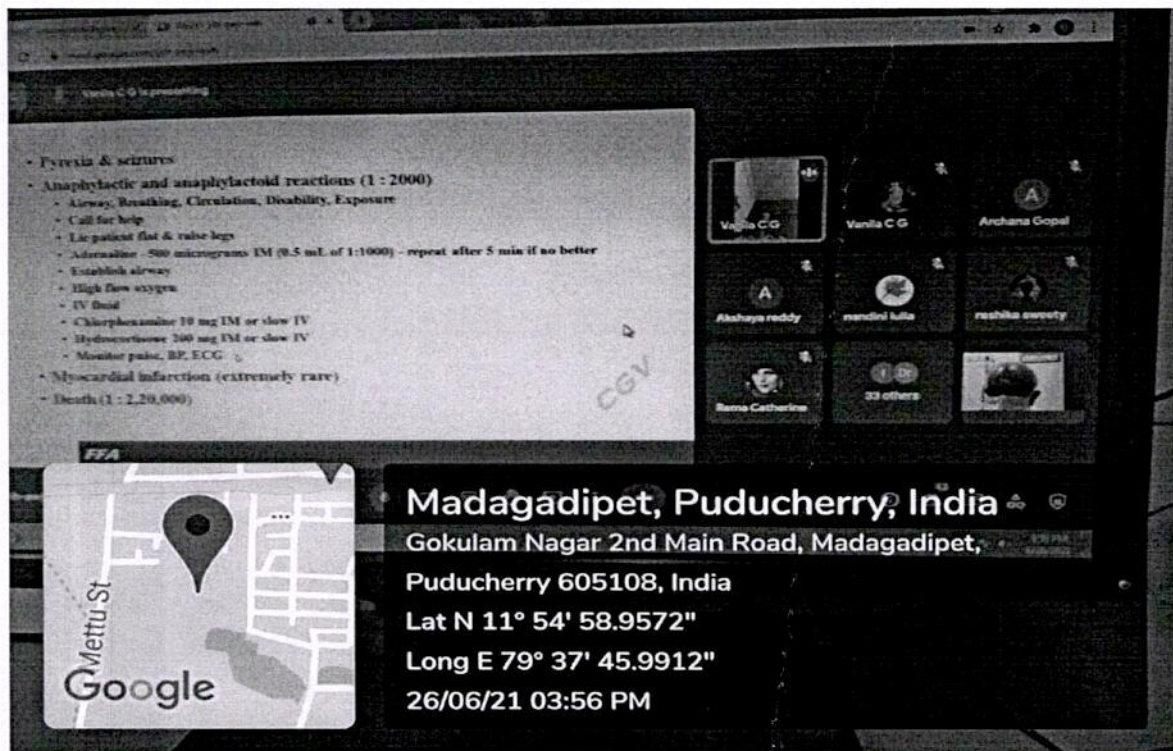 Vanila C G is presenting
• Pyrexia & seizures
• Anaphylactic and anaphylactoid reactions (1 : 2000)
• Airway, Breathing, Circulation, Disability, Exposure
• Call for help
• Lie patient flat & raise legs
• Adrenaline - 500 micrograms IM (0.5 mL of 1:1000) - repeat after 5 min if no better
• Establish airway
• High flow oxygen
• IV fluid
• Chlorphenamine 10 mg IM or slow IV
• Hydrocortisone 200 mg IM or slow IV
• Monitor pulse, BP, ECG
• Myocardial infarction (extremely rare)
• Death (1 : 2,20,000)
CGV
FFA
Vanila C G
Vanila C G
A
Archana Gopal
A
Akshaya reddy
nandini lulla
reshika sweety
Rema Catherine
33 others
Mettu St
Google
Madagadipet, Puducherry, India
Gokulam Nagar 2nd Main Road, Madagadipet,
Puducherry 605108, India
Lat N 11° 54' 58.9572"
Long E 79° 37' 45.9912"
26/06/21 03:56 PM